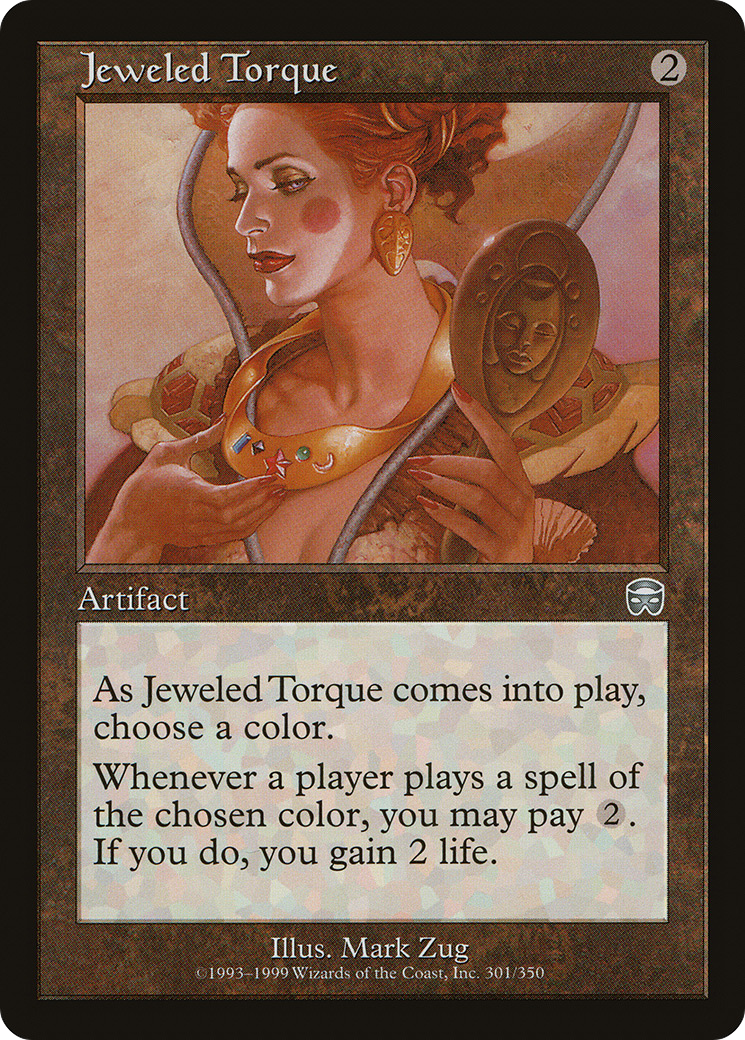 Jeweled Torque 2
Artifact
As Jeweled Torque comes into play,
choose a color.
Whenever a player plays a spell of
the chosen color, you may pay 2.
If you do, you gain 2 life.
Illus. Mark Zug
©1993–1999 Wizards of the Coast, Inc. 301/350